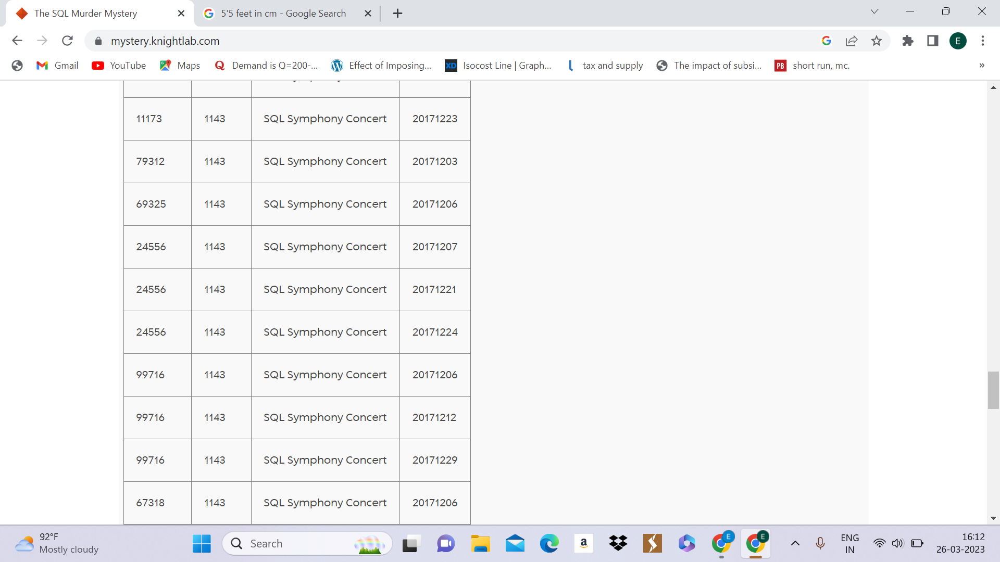 The SQL Murder Mystery
5'5 feet in cm - Google Search
mystery.knightlab.com
E
Gmail
YouTube
Maps
Demand is Q=200-...
Effect of Imposing...
XD
Isocost Line | Graph...
tax and supply
The impact of subsi...
PB
short run, mc.
»
11173 1143 SQL Symphony Concert 20171223
79312 1143 SQL Symphony Concert 20171203
69325 1143 SQL Symphony Concert 20171206
24556 1143 SQL Symphony Concert 20171207
24556 1143 SQL Symphony Concert 20171221
24556 1143 SQL Symphony Concert 20171224
99716 1143 SQL Symphony Concert 20171206
99716 1143 SQL Symphony Concert 20171212
99716 1143 SQL Symphony Concert 20171229
67318 1143 SQL Symphony Concert 20171206
92°F
Mostly cloudy
Search
a
E
E
ENG
IN
16:12
26-03-2023